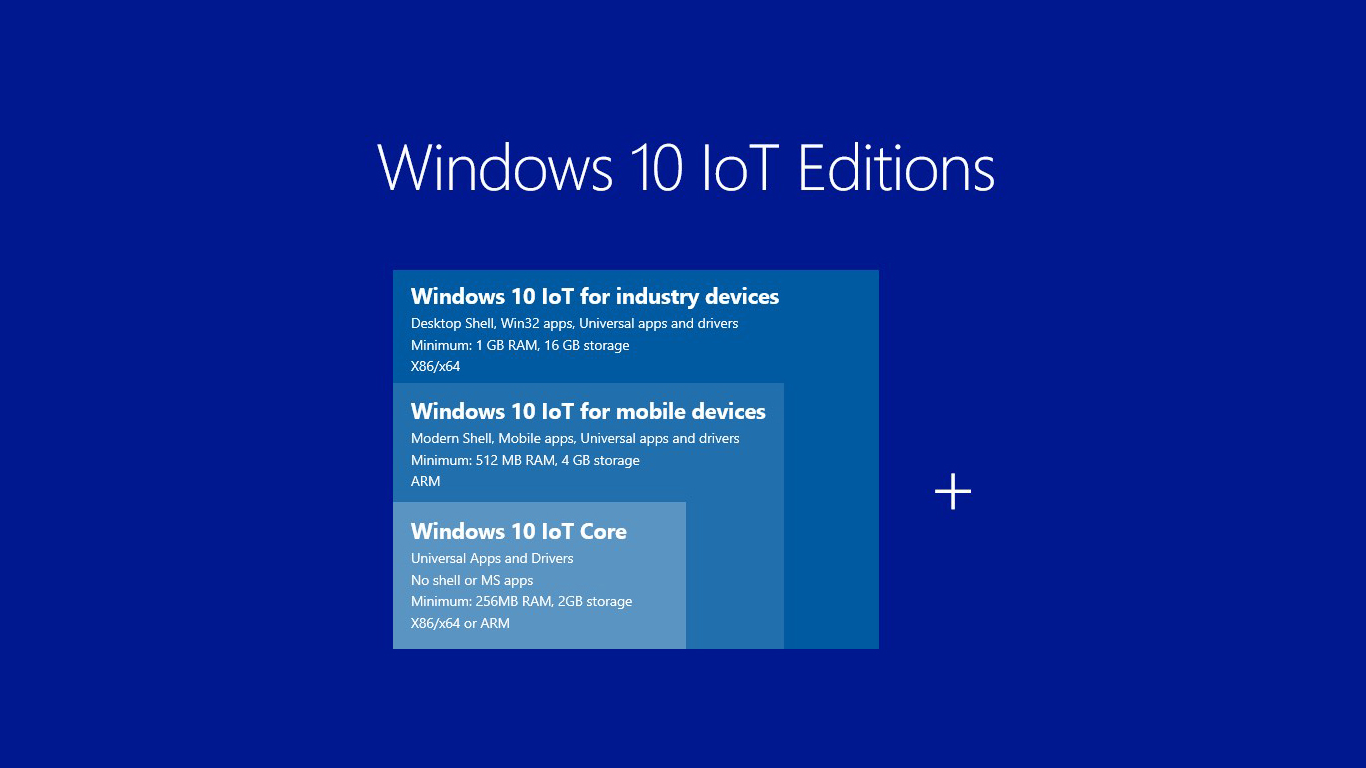 Windows 10 IoT Editions
Windows 10 IoT for industry devices
Desktop Shell, Win32 apps, Universal apps and drivers
Minimum: 1 GB RAM, 16 GB storage
X86/x64
Windows 10 IoT for mobile devices
Modern Shell, Mobile apps, Universal apps and drivers
Minimum: 512 MB RAM, 4 GB storage
ARM
+
Windows 10 IoT Core
Universal Apps and Drivers
No shell or MS apps
Minimum: 256MB RAM, 2GB storage
X86/x64 or ARM